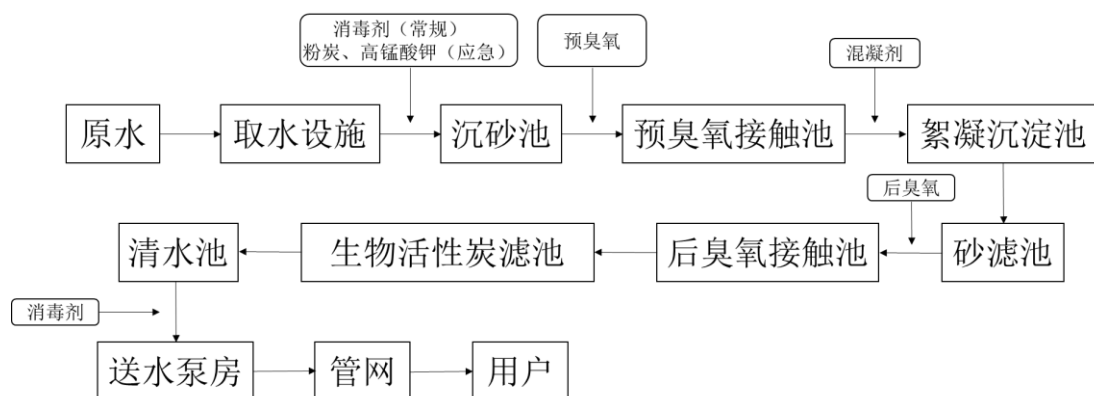 消毒剂（常规）
粉炭、高锰酸钾（应急）
预臭氧
混凝剂
原水
取水设施
沉砂池
预臭氧接触池
絮凝沉淀池
后臭氧
清水池
生物活性炭滤池
后臭氧接触池
砂滤池
消毒剂
送水泵房
管网
用户